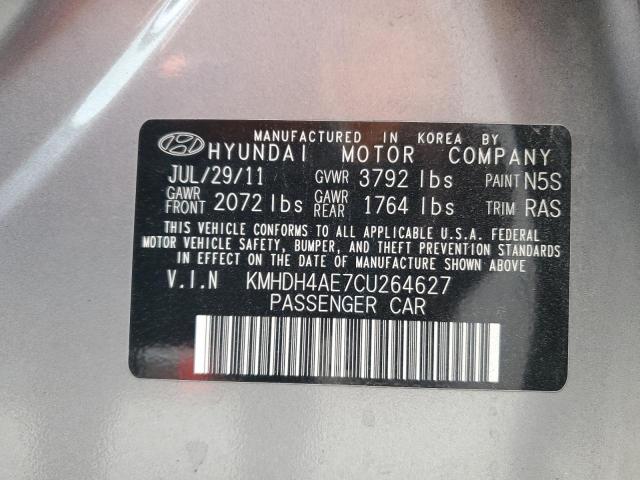 MANUFACTURED IN KOREA BY
HYUNDAI MOTOR COMPANY
JUL/29/11 GVWR 3792 lbs PAINT N5S
GAWR FRONT 2072 lbs GAWR REAR 1764 lbs TRIM RAS
THIS VEHICLE CONFORMS TO ALL APPLICABLE U.S.A. FEDERAL
MOTOR VEHICLE SAFETY, BUMPER, AND THEFT PREVENTION STANDARDS
IN EFFECT ON THE DATE OF MANUFACTURE SHOWN ABOVE
V.I.N KMHDH4AE7CU264627
PASSENGER CAR